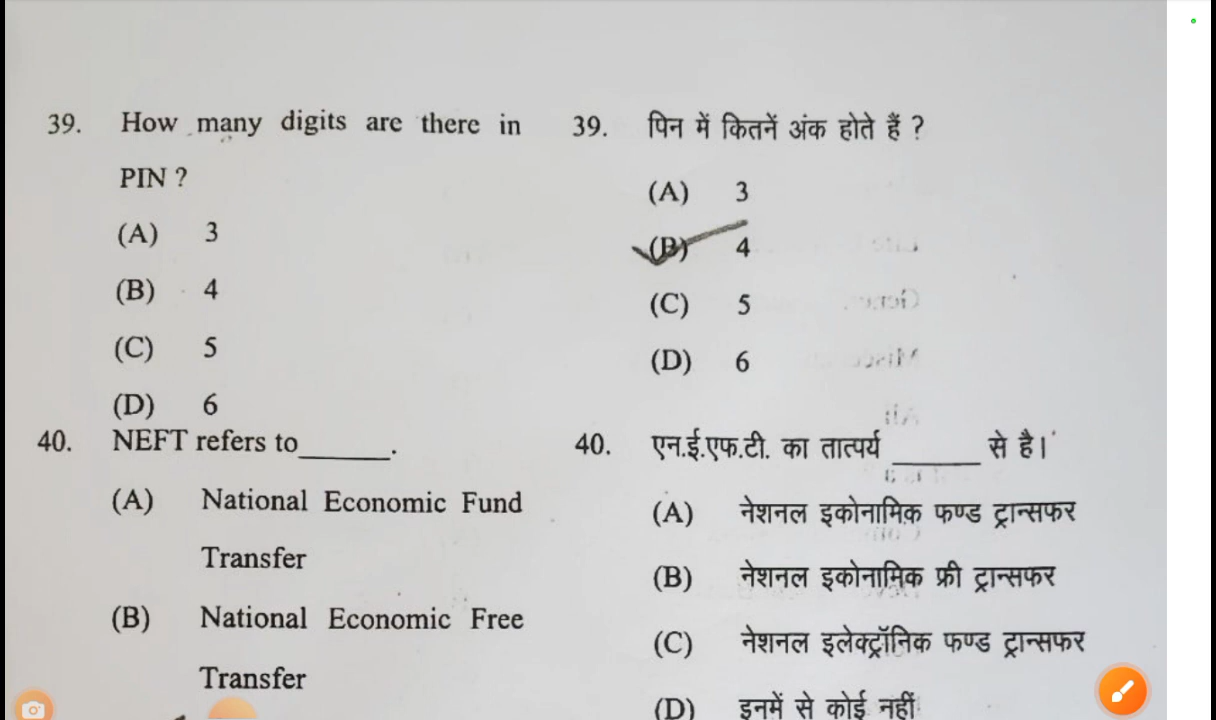 39. How many digits are there in
PIN ?
(A) 3
(B) 4
(C) 5
(D) 6
40. NEFT refers to______.
(A) National Economic Fund
Transfer
(B) National Economic Free
Transfer
39. पिन में कितनें अंक होते हैं ?
(A) 3
(B) 4
(C) 5
(D) 6
40. एन.ई.एफ.टी. का तात्पर्य ______ से है।
(A) नेशनल इकोनामिक फण्ड ट्रान्सफर
(B) नेशनल इकोनामिक फ्री ट्रान्सफर
(C) नेशनल इलेक्ट्रॉनिक फण्ड ट्रान्सफर
(D) इनमें से कोई नहीं